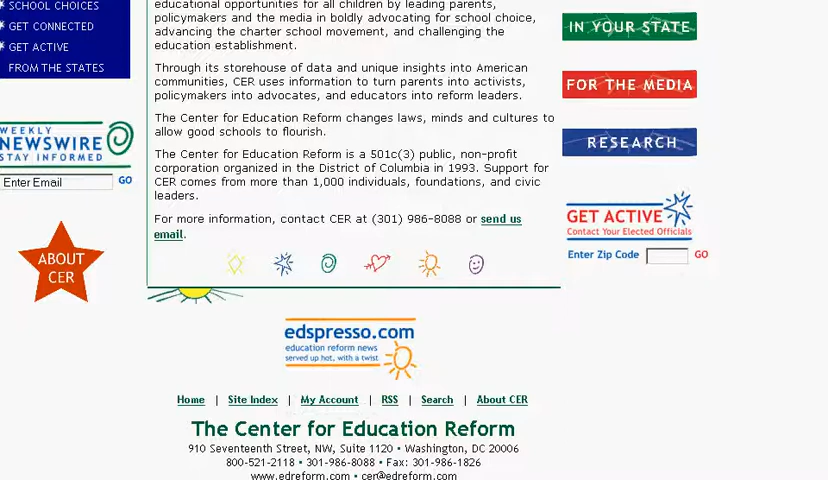 SCHOOL CHOICES
GET CONNECTED
GET ACTIVE
FROM THE STATES
WEEKLY
NEWSWIRE
STAY INFORMED
Enter Email GO
ABOUT
CER
educational opportunities for all children by leading parents,
policymakers and the media in boldly advocating for school choice,
advancing the charter school movement, and challenging the
education establishment.
Through its storehouse of data and unique insights into American
communities, CER uses information to turn parents into activists,
policymakers into advocates, and educators into reform leaders.
The Center for Education Reform changes laws, minds and cultures to
allow good schools to flourish.
The Center for Education Reform is a 501c(3) public, non-profit
corporation organized in the District of Columbia in 1993. Support for
CER comes from more than 1,000 individuals, foundations, and civic
leaders.
For more information, contact CER at (301) 986-8088 or send us
email.
IN YOUR STATE
FOR THE MEDIA
RESEARCH
GET ACTIVE
Contact Your Elected Officials
Enter Zip Code GO
edspresso.com
education reform news
served up hot, with a twist
Home | Site Index | My Account | RSS | Search | About CER
The Center for Education Reform
910 Seventeenth Street, NW, Suite 1120 • Washington, DC 20006
800-521-2118 • 301-986-8088 • Fax: 301-986-1826
www.edreform.com • cer@edreform.com